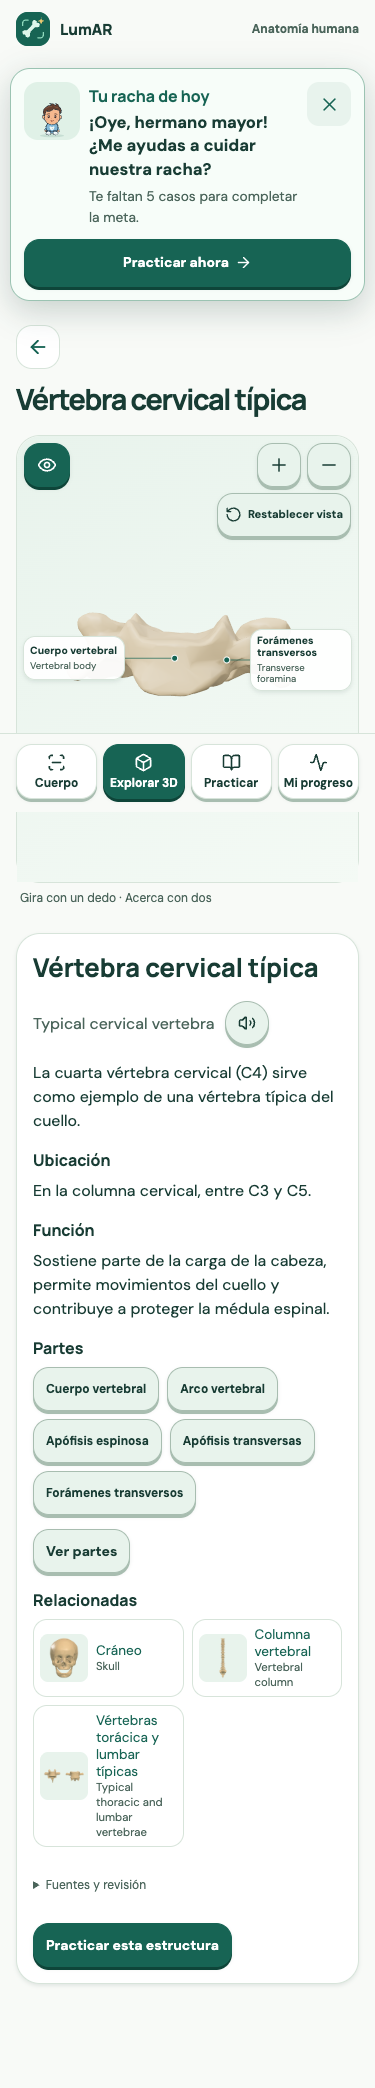 LumAR
Anatomía humana
Tu racha de hoy
¡Oye, hermano mayor!
¿Me ayudas a cuidar
nuestra racha?
Te faltan 5 casos para completar
la meta.
Practicar ahora
Vértebra cervical típica
Restablecer vista
Cuerpo vertebral
Vertebral body
Forámenes
transversos
Transverse
foramina
Cuerpo
Explorar 3D
Practicar
Mi progreso
Gira con un dedo · Acerca con dos
Vértebra cervical típica
Typical cervical vertebra
La cuarta vértebra cervical (C4) sirve
como ejemplo de una vértebra típica del
cuello.
Ubicación
En la columna cervical, entre C3 y C5.
Función
Sostiene parte de la carga de la cabeza,
permite movimientos del cuello y
contribuye a proteger la médula espinal.
Partes
Cuerpo vertebral
Arco vertebral
Apófisis espinosa
Apófisis transversas
Forámenes transversos
Ver partes
Relacionadas
Cráneo
Skull
Columna
vertebral
Vertebral
column
Vértebras
torácica y
lumbar
típicas
Typical
thoracic and
lumbar
vertebrae
Fuentes y revisión
Practicar esta estructura